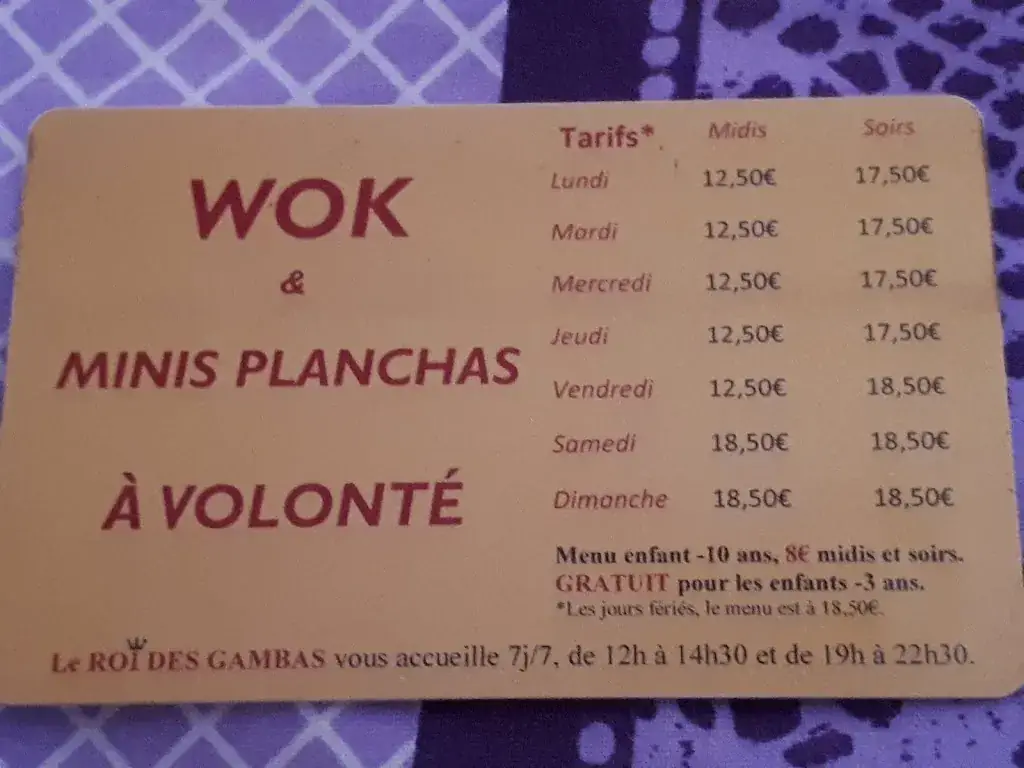 WOK
&
MINIS PLANCHAS
À VOLONTÉ
Tarifs* Midis Soirs
Lundi 12,50€ 17,50€
Mardi 12,50€ 17,50€
Mercredi 12,50€ 17,50€
Jeudi 12,50€ 17,50€
Vendredi 12,50€ 18,50€
Samedi 18,50€ 18,50€
Dimanche 18,50€ 18,50€
Menu enfant -10 ans, 8€ midis et soirs.
GRATUIT pour les enfants -3 ans.
*Les jours fériés, le menu est à 18,50€.
Le ROI DES GAMBAS vous accueille 7j/7, de 12h à 14h30 et de 19h à 22h30.